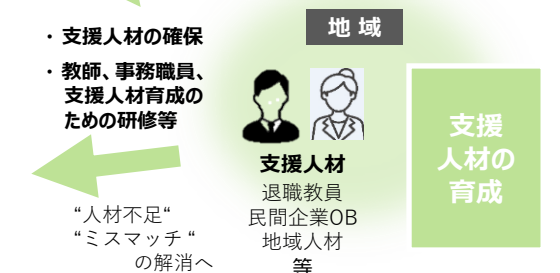 ・支援人材の確保
・教師、事務職員、
支援人材育成の
ための研修等
“人材不足“
“ミスマッチ“
の解消へ
地 域
支援人材
退職教員
民間企業OB
地域人材
等
支援
人材の
育成